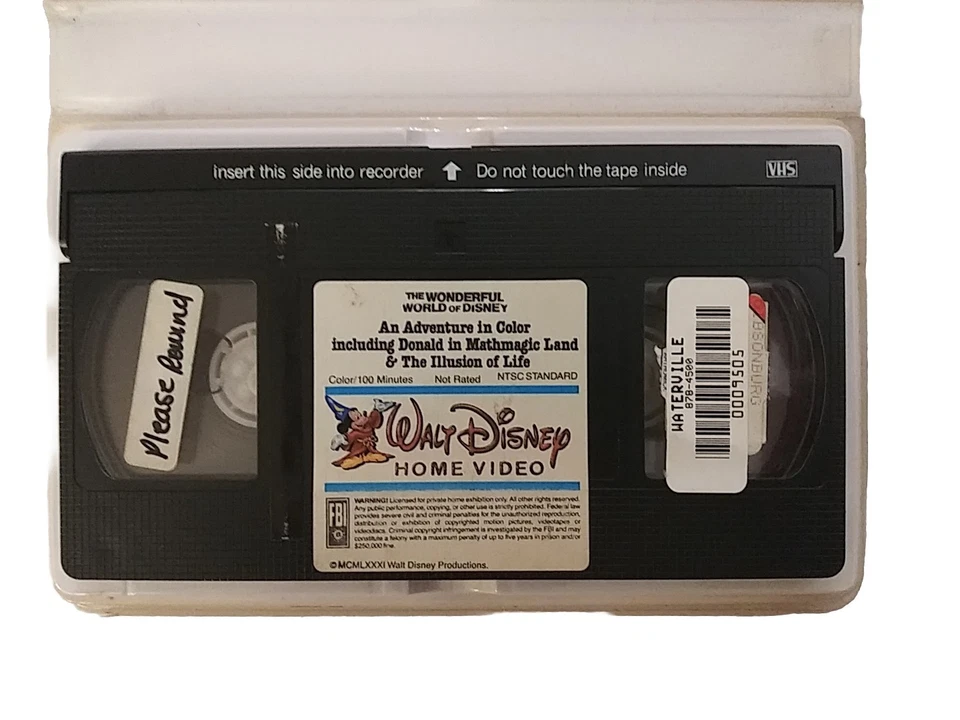 Insert this side into recorder Do not touch the tape inside VHS
Please Rewind
THE WONDERFUL
WORLD OF DISNEY
An Adventure in Color
including Donald in Mathmagic Land
& The Illusion of Life
Color/100 Minutes Not Rated NTSC STANDARD
WALT DISNEY
HOME VIDEO
FBI
WARNING! Licensed for private home exhibition only. All other rights reserved.
Any public performance, copying, or other use is strictly prohibited. Federal law
provides severe civil and criminal penalties for the unauthorized reproduction,
distribution or exhibition of copyrighted motion pictures, videotapes or
videodiscs. Criminal copyright infringement is investigated by the FBI and may
constitute a felony with a maximum penalty of up to five years in prison and/or
$250,000 fine.
©MCMLXXXI Walt Disney Productions.
WATERVILLE
878-4500
0009505